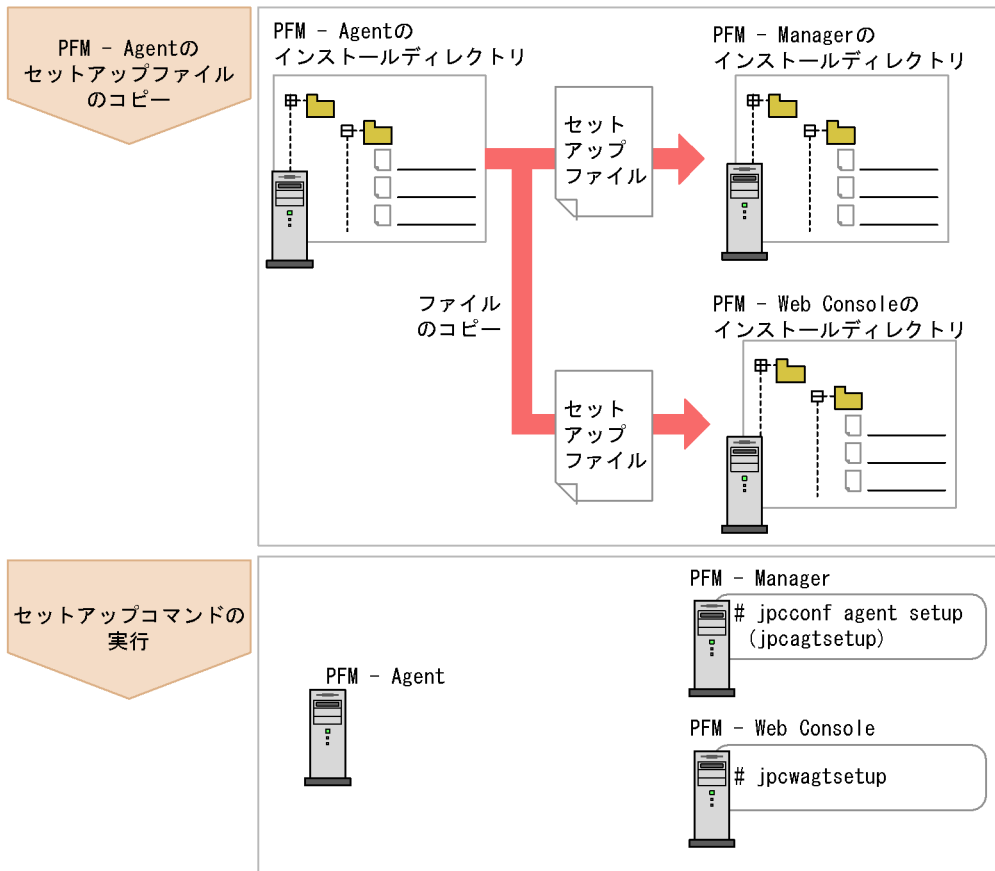 PFM - Agentの
セットアップファイル
のコピー
PFM - Agentの
インストールディレクトリ
セット
アップ
ファイル
PFM - Managerの
インストールディレクトリ
ファイル
のコピー
セット
アップ
ファイル
PFM - Web Consoleの
インストールディレクトリ
セットアップコマンドの
実行
PFM - Agent
PFM - Manager
# jpcconf agent setup
(jpcagtsetup)
PFM - Web Console
# jpcwagtsetup